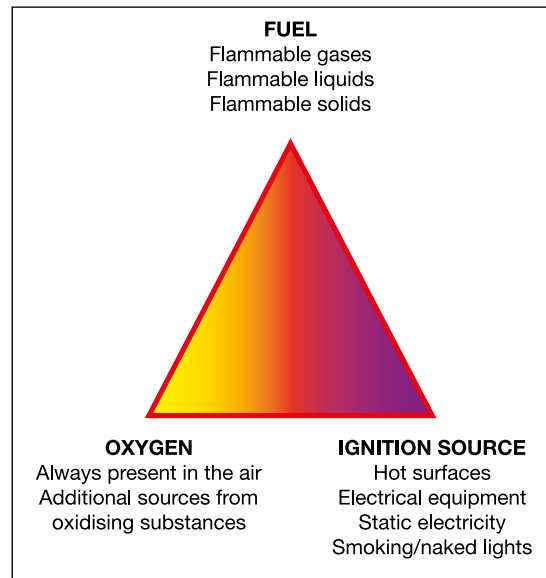 FUEL
Flammable gases
Flammable liquids
Flammable solids
OXYGEN
Always present in the air
Additional sources from
oxidising substances
IGNITION SOURCE
Hot surfaces
Electrical equipment
Static electricity
Smoking/naked lights